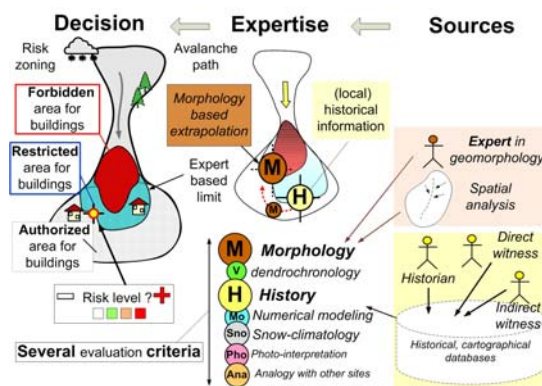 Decision
Expertise
Sources
Risk
zoning
Forbidden
area for
buildings
Restricted
area for
buildings
Authorized
area for
buildings
Risk level ?
Several evaluation criteria
Avalanche
path
Morphology
based
extrapolation
Expert
based
limit
(local)
historical
information
M
M
H
M
Morphology
V
dendrochronology
H
History
Mo
Numerical modeling
Sno
Snow-climatology
Pho
Photo-interpretation
Ana
Analogy with other sites
Expert in
geomorphology
Spatial
analysis
Direct
witness
Historian
Indirect
witness
Historical, cartographical
databases